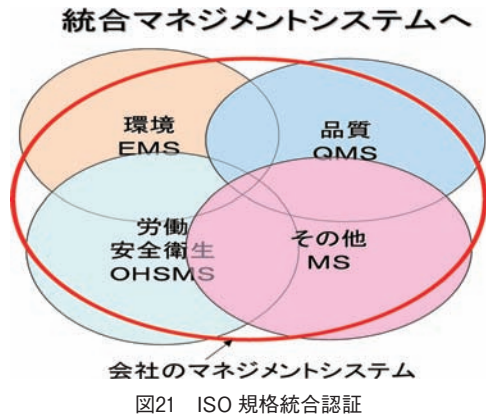 統合マネジメントシステムへ
環境
EMS
品質
QMS
労働
安全衛生
OHSMS
その他
MS
会社のマネジメントシステム
図21 ISO 規格統合認証